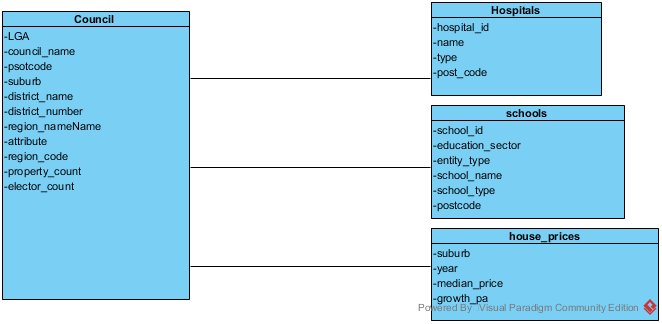 Council
-LGA
-council_name
-psotcode
-suburb
-district_name
-district_number
-region_nameName
-attribute
-region_code
-property_count
-elector_count
Hospitals
-hospital_id
-name
-type
-post_code
schools
-school_id
-education_sector
-entity_type
-school_name
-school_type
-postcode
house_prices
-suburb
-year
-median_price
-growth_pa
Powered By: Visual Paradigm Community Edition